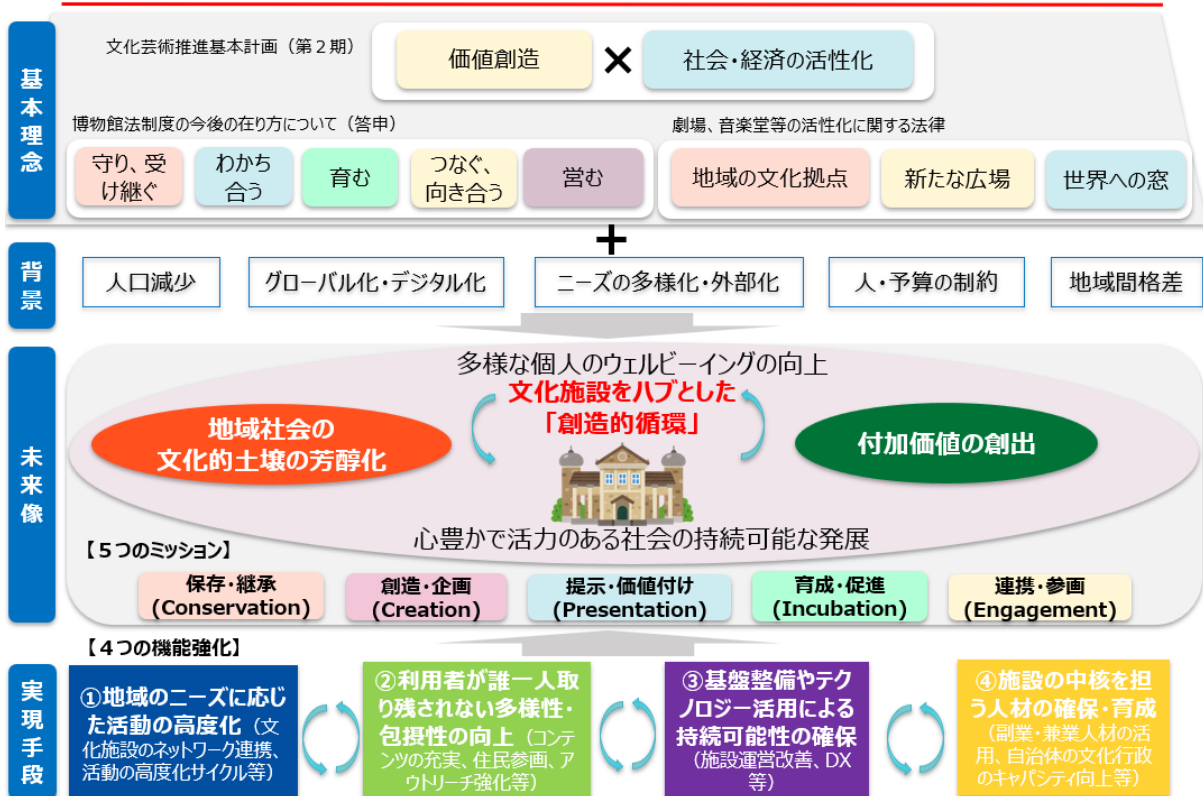 基本理念
文化芸術推進基本計画（第２期）
価値創造
×
社会・経済の活性化
博物館法制度の今後の在り方について（答申）
守り、受
け継ぐ
わかち
合う
育む
つなぐ、
向き合う
営む
劇場、音楽堂等の活性化に関する法律
地域の文化拠点
新たな広場
世界への窓
+
背景
人口減少
グローバル化・デジタル化
ニーズの多様化・外部化
人・予算の制約
地域間格差
未来像
多様な個人のウェルビーイングの向上
文化施設をハブとした
「創造的循環」
地域社会の
文化的土壌の芳醇化
付加価値の創出
心豊かで活力のある社会の持続可能な発展
【５つのミッション】
保存・継承
(Conservation)
創造・企画
(Creation)
提示・価値付け
(Presentation)
育成・促進
(Incubation)
連携・参画
(Engagement)
【４つの機能強化】
実現手段
①地域のニーズに応じ
た活動の高度化（文
化施設のネットワーク連携、
活動の高度化サイクル等）
②利用者が誰一人取
り残されない多様性・
包摂性の向上（コンテ
ンツの充実、住民参画、ア
ウトリーチ強化等）
③基盤整備やテク
ノロジー活用による
持続可能性の確保
（施設運営改善、DX
等）
④施設の中核を担
う人材の確保・育成
（副業・兼業人材の活
用、自治体の文化行政
のキャパシティ向上等）